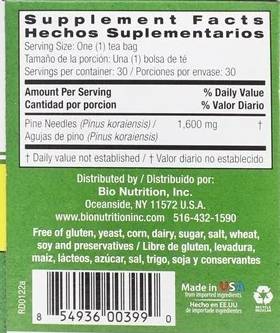 Supplement Facts
Hechos Suplementarios
Serving Size: One (1) tea bag
Tamaño de la porción: Una (1) bolsa de té
Servings per container: 30 / Porciones por envase: 30
Amount Per Serving % Daily Value
Cantidad por porcion % Valor Diario
Pine Needles (Pinus koraiensis) / 1,600 mg †
Agujas de pino (Pinus koraiensis) /
† Daily value not established / † Valor diario no establecido
Distributed by / Distribuido por:
Bio Nutrition, Inc.
Oceanside, NY 11572 U.S.A.
www.bionutritioninc.com 516-432-1590
Free of gluten, yeast, corn, dairy, sugar, salt, wheat,
soy and preservatives / Libre de gluten, levadura,
maíz, lácteos, azúcar, sal, trigo, soja y conservantes
RD0122a
Made in USA
from imported ingredients
Hecho en EE.UU
8 54936 00399 0